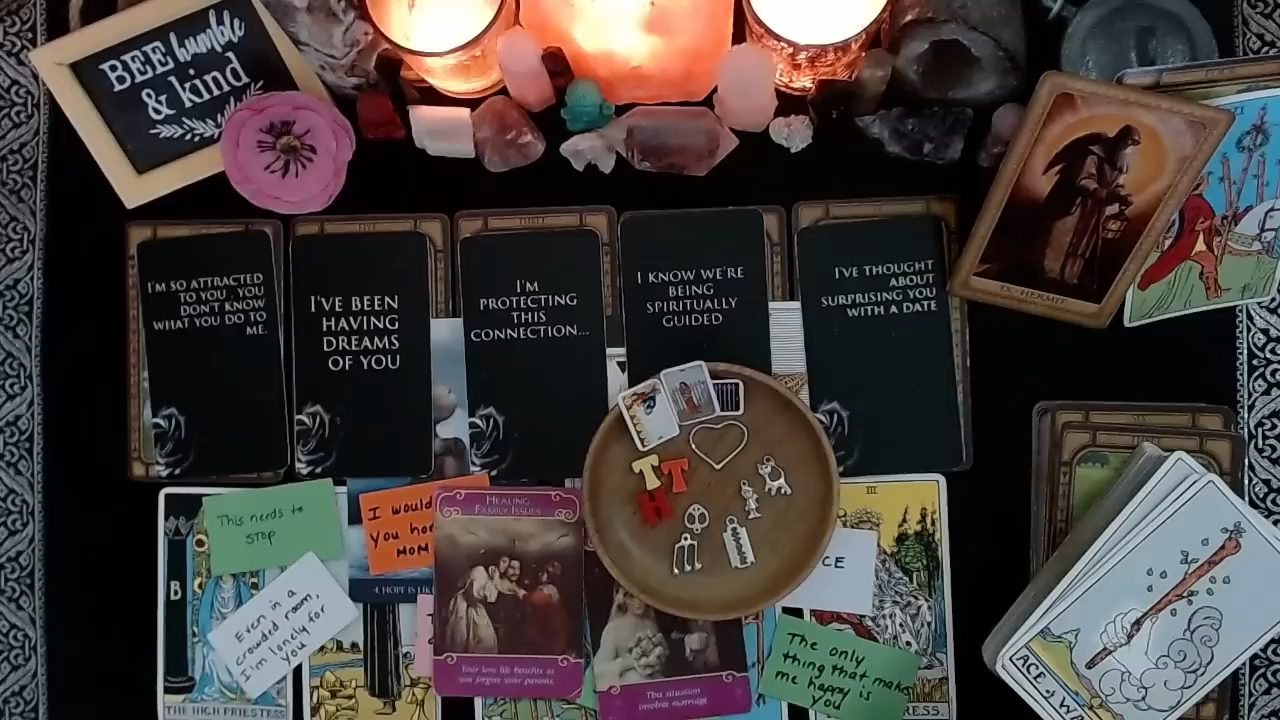 BEE humble
& kind
I'M SO ATTRACTED
TO YOU , YOU
DON'T KNOW
WHAT YOU DO TO
ME.
I'VE BEEN
HAVING
DREAMS
OF YOU
I'M
PROTECTING
THIS
CONNECTION...
I KNOW WE'RE
BEING
SPIRITUALLY
GUIDED
I'VE THOUGHT
ABOUT
SURPRISING YOU
WITH A DATE
IX - HERMIT
T T
H
This needs to
stop
Even in a
crowded room,
I'm lonely for
you
I would
you
MOM
HEALING
FAMILY ISSUES
Your love life benefits as
you forgive your parents.
This situation
involves marriage
CE
III
The only
thing that makes
me happy is
you
B
THE HIGH PRIESTESS
RESS.
ACE